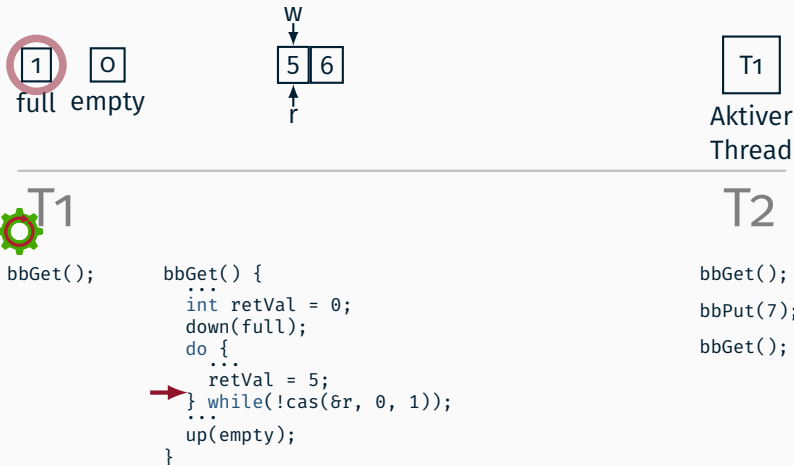 w
1 0 5 6 T1
full empty r Aktiver
Thread
T1 T2
bbGet(); bbGet() { bbGet();
...
int retVal = 0;
down(full); bbPut(7);
do { bbGet();
...
retVal = 5;
} while(!cas(&r, 0, 1));
...
up(empty);
}